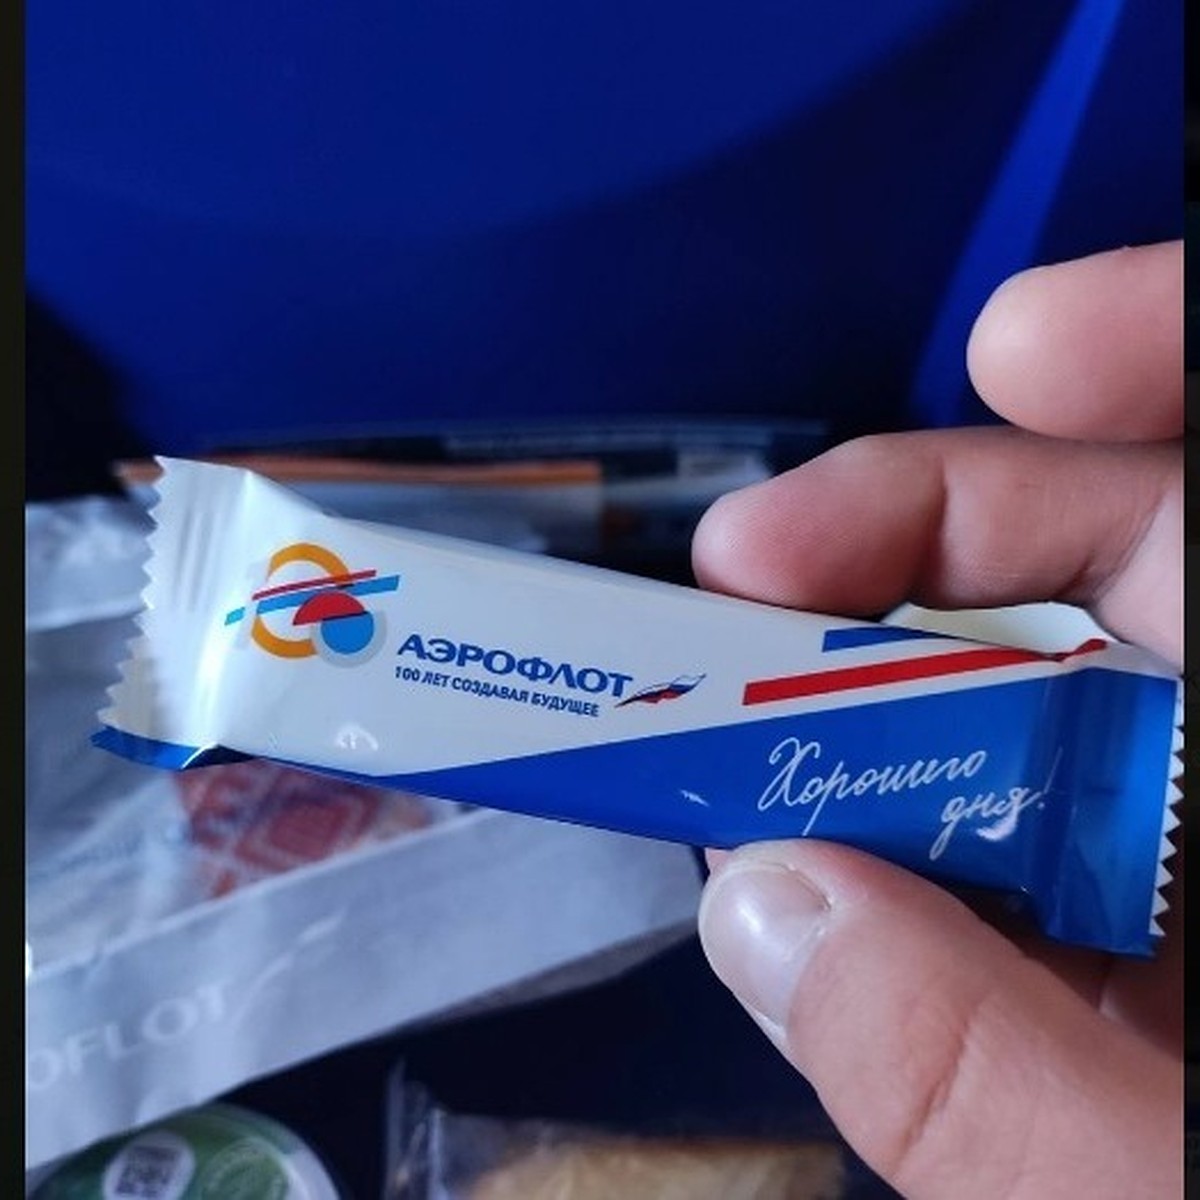 АЭРОФЛОТ
100 ЛЕТ СОЗДАВАЯ БУДУЩЕЕ
Хорошего
дня!
OFLOT